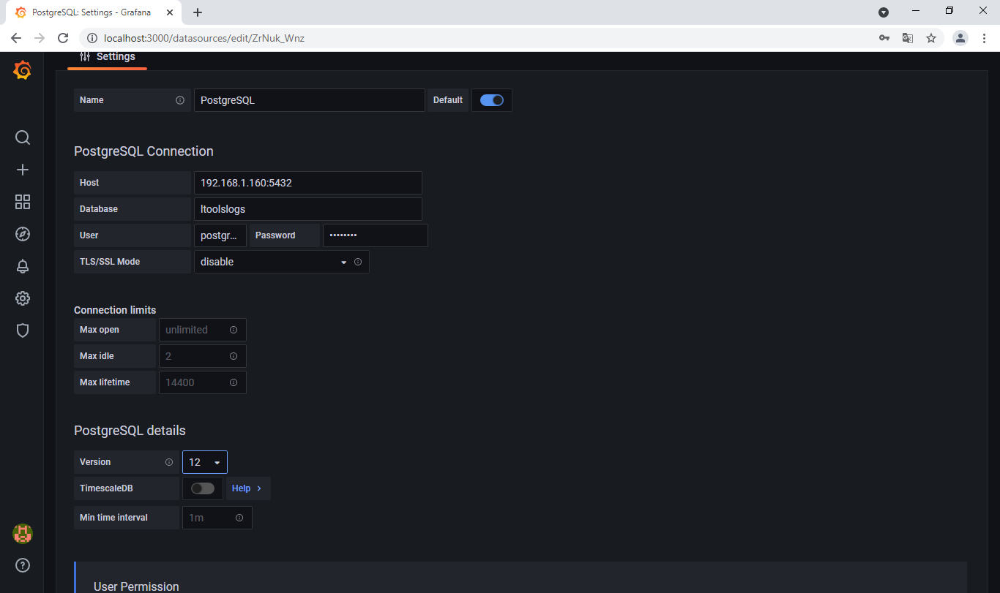 PostgreSQL: Settings - Grafana
localhost:3000/datasources/edit/ZrNuk_Wnz
Settings
Name PostgreSQL Default
PostgreSQL Connection
Host 192.168.1.160:5432
Database ltoolslogs
User postgr... Password ••••••••
TLS/SSL Mode disable
Connection limits
Max open unlimited
Max idle 2
Max lifetime 14400
PostgreSQL details
Version 12
TimescaleDB Help >
Min time interval 1m
User Permission